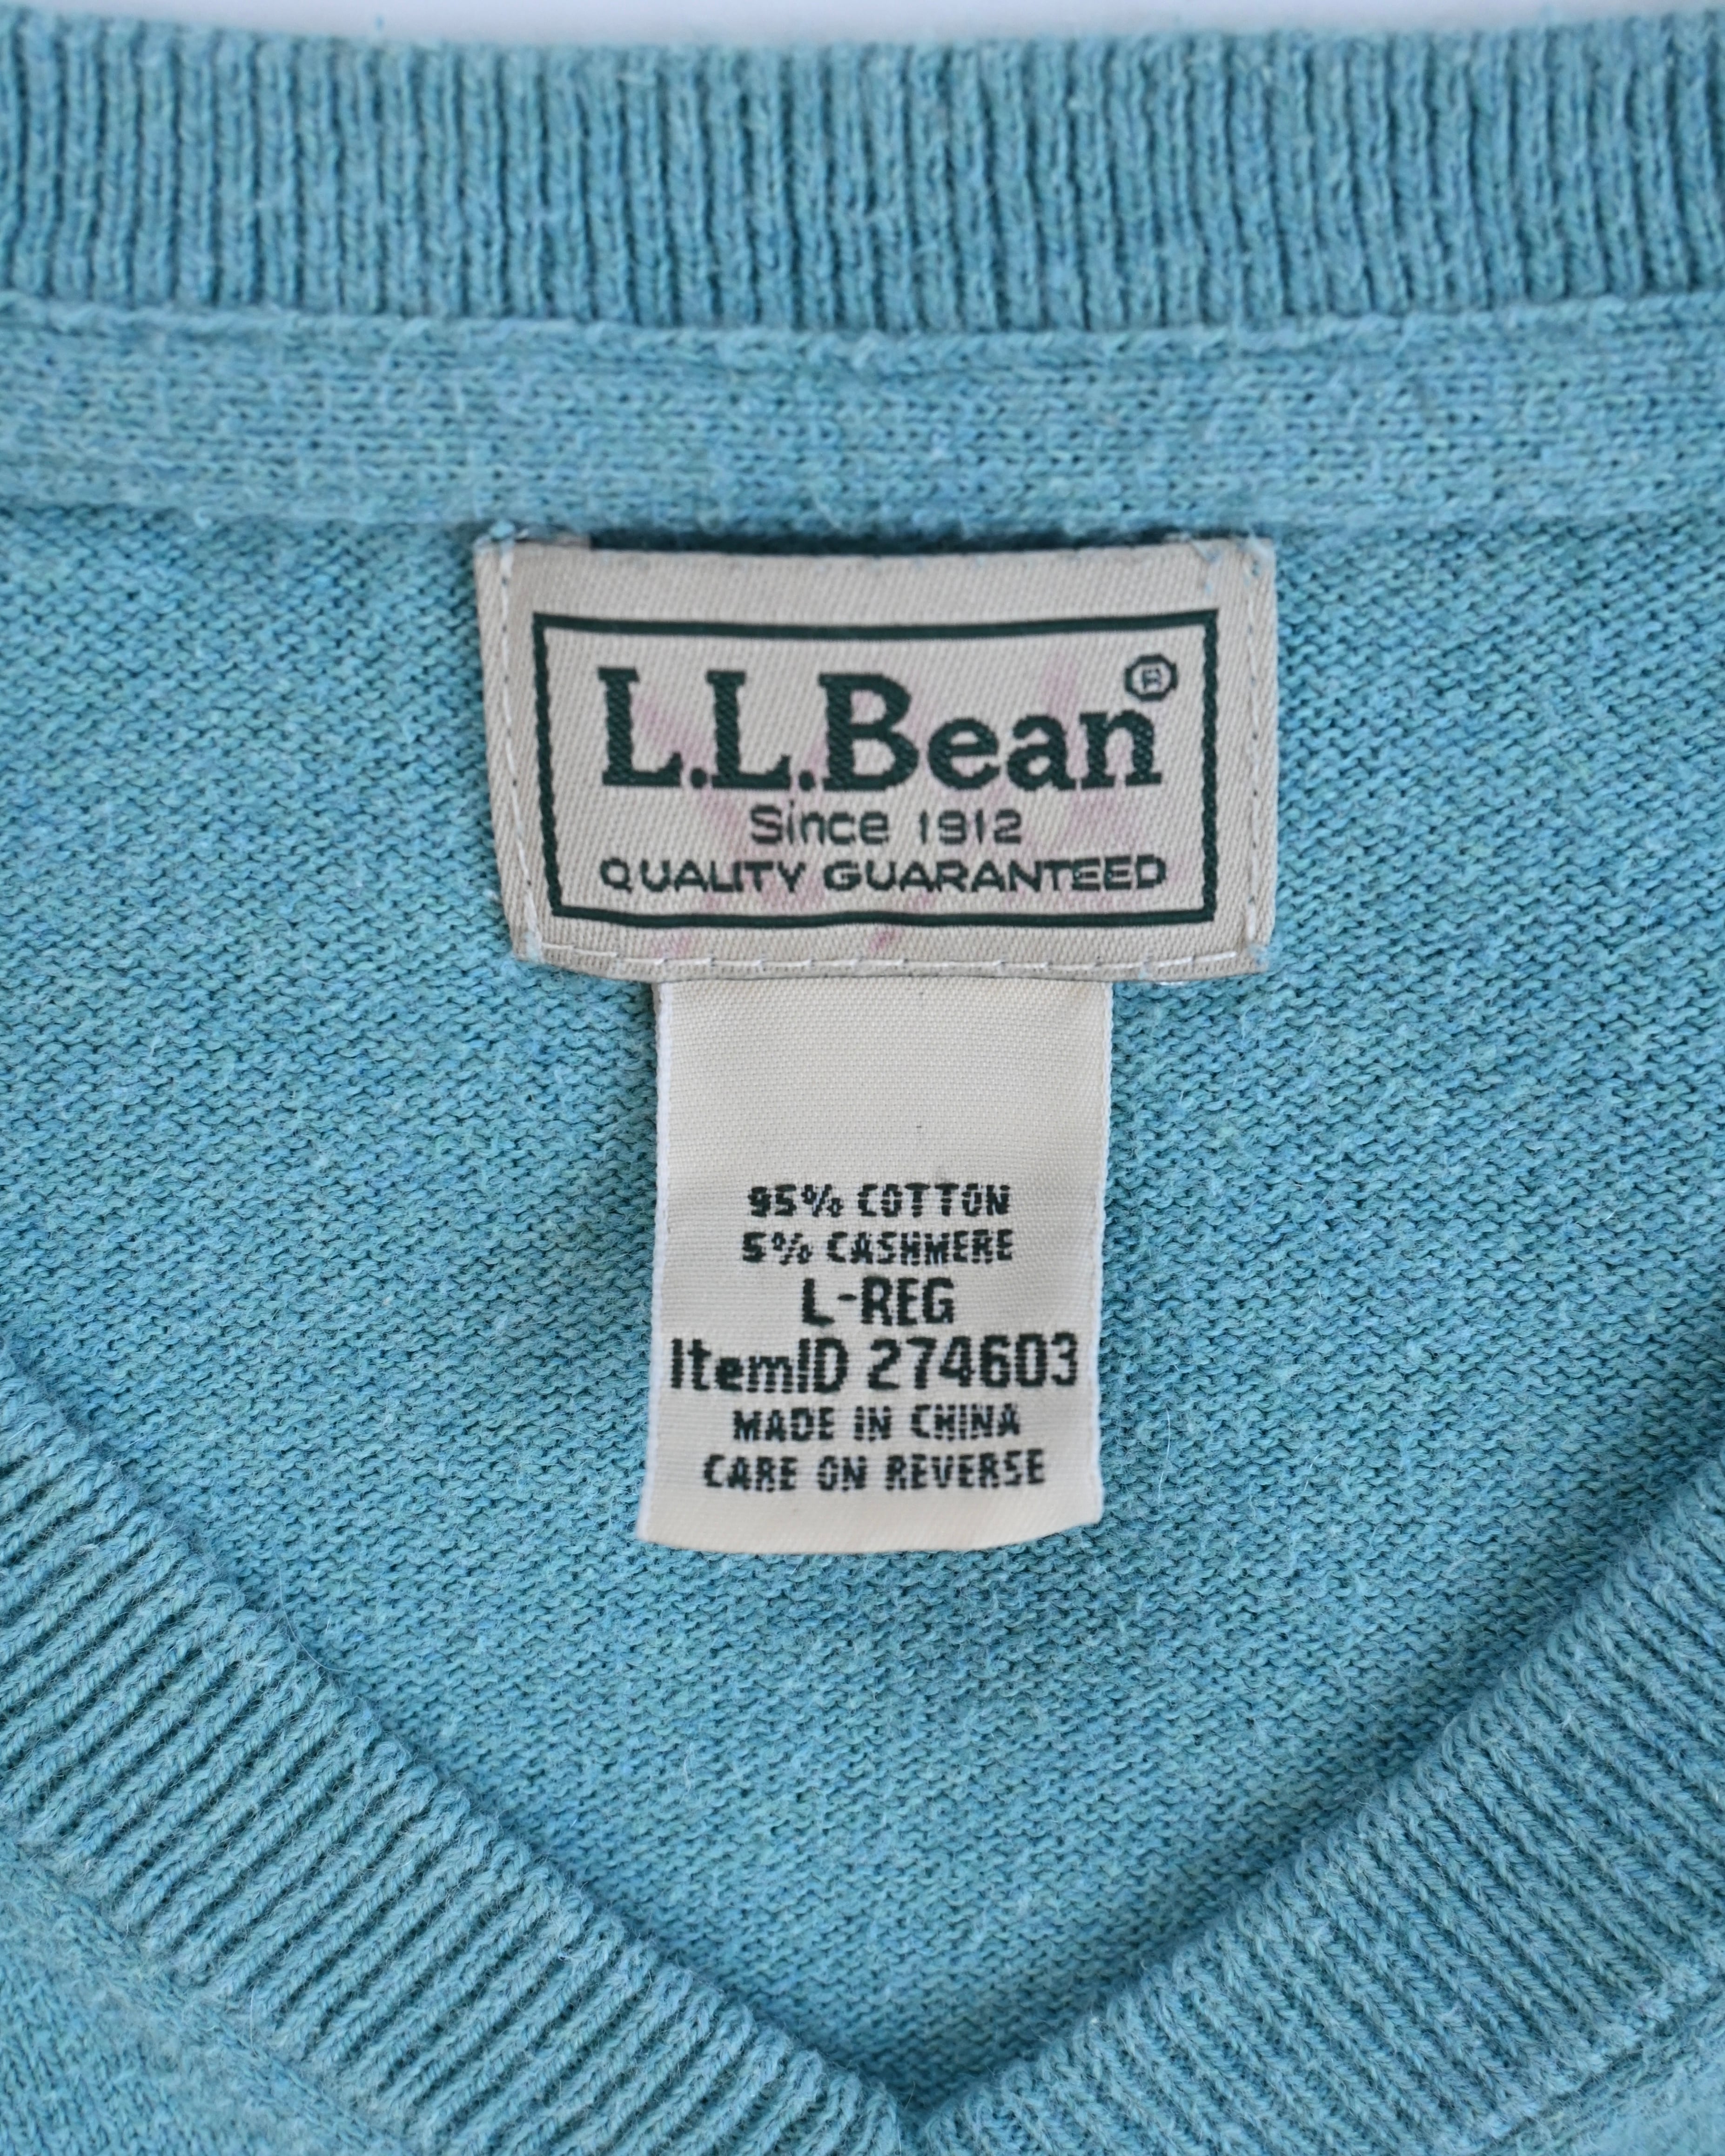 L.L.Bean®
Since 1912
QUALITY GUARANTEED
95% COTTON
5% CASHMERE
L-REG
ItemID 274603
MADE IN CHINA
CARE ON REVERSE